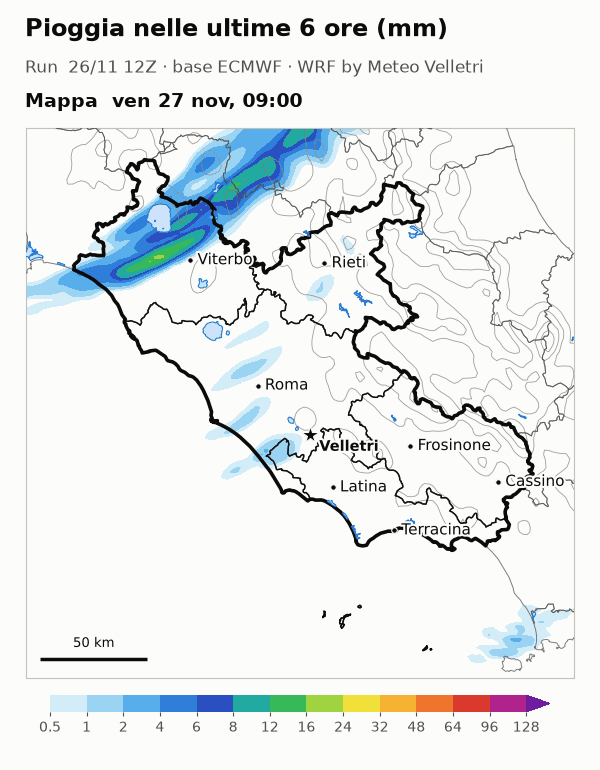 Pioggia nelle ultime 6 ore (mm)
Run  26/11 12Z · base ECMWF · WRF by Meteo Velletri
Mappa  ven 27 nov, 09:00
Viterbo
Rieti
Roma
Velletri
Frosinone
Cassino
Latina
Terracina
50 km
0.5 1 2 4 6 8 12 16 24 32 48 64 96 128